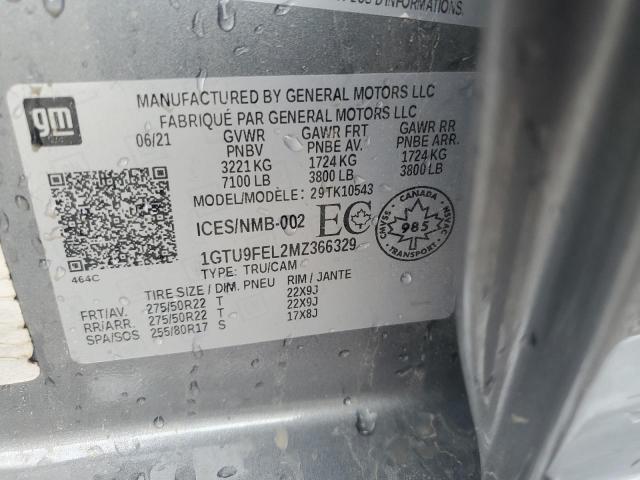 D'INFORMATIONS.
gm
MANUFACTURED BY GENERAL MOTORS LLC
FABRIQUÉ PAR GENERAL MOTORS LLC
06/21 GVWR GAWR FRT GAWR RR
PNBV PNBE AV. PNBE ARR.
3221 KG 1724 KG 1724 KG
7100 LB 3800 LB 3800 LB
MODEL/MODÈLE: 29TK10543
ICES/NMB-002 EC
CANADA
985
CMVSS
NSVAC
1GTU9FEL2MZ366329
TYPE: TRU/CAM
464C
TIRE SIZE / DIM. PNEU RIM / JANTE
FRT/AV. 275/50R22 T 22X9J
RR/ARR. 275/50R22 T 22X9J
SPA/SOS 255/80R17 S 17X8J